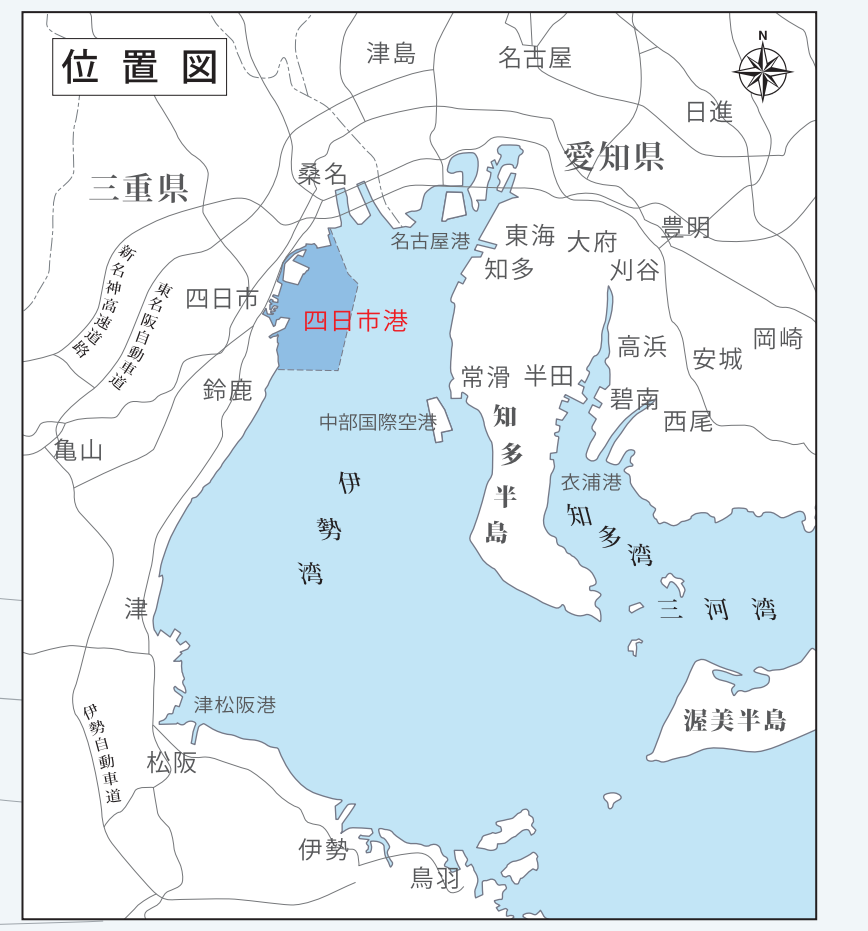 位置図
N
津島
名古屋
日進
愛知県
桑名
三重県
豊明
名古屋港
東海
大府
知多
刈谷
新名神高速道路
東名阪自動車道
四日市
四日市港
岡崎
高浜
安城
鈴鹿
常滑
半田
碧南
西尾
中部国際空港
知多半島
亀山
衣浦港
伊勢湾
知多湾
津
三河湾
津松阪港
渥美半島
伊勢自動車道
松阪
伊勢
鳥羽